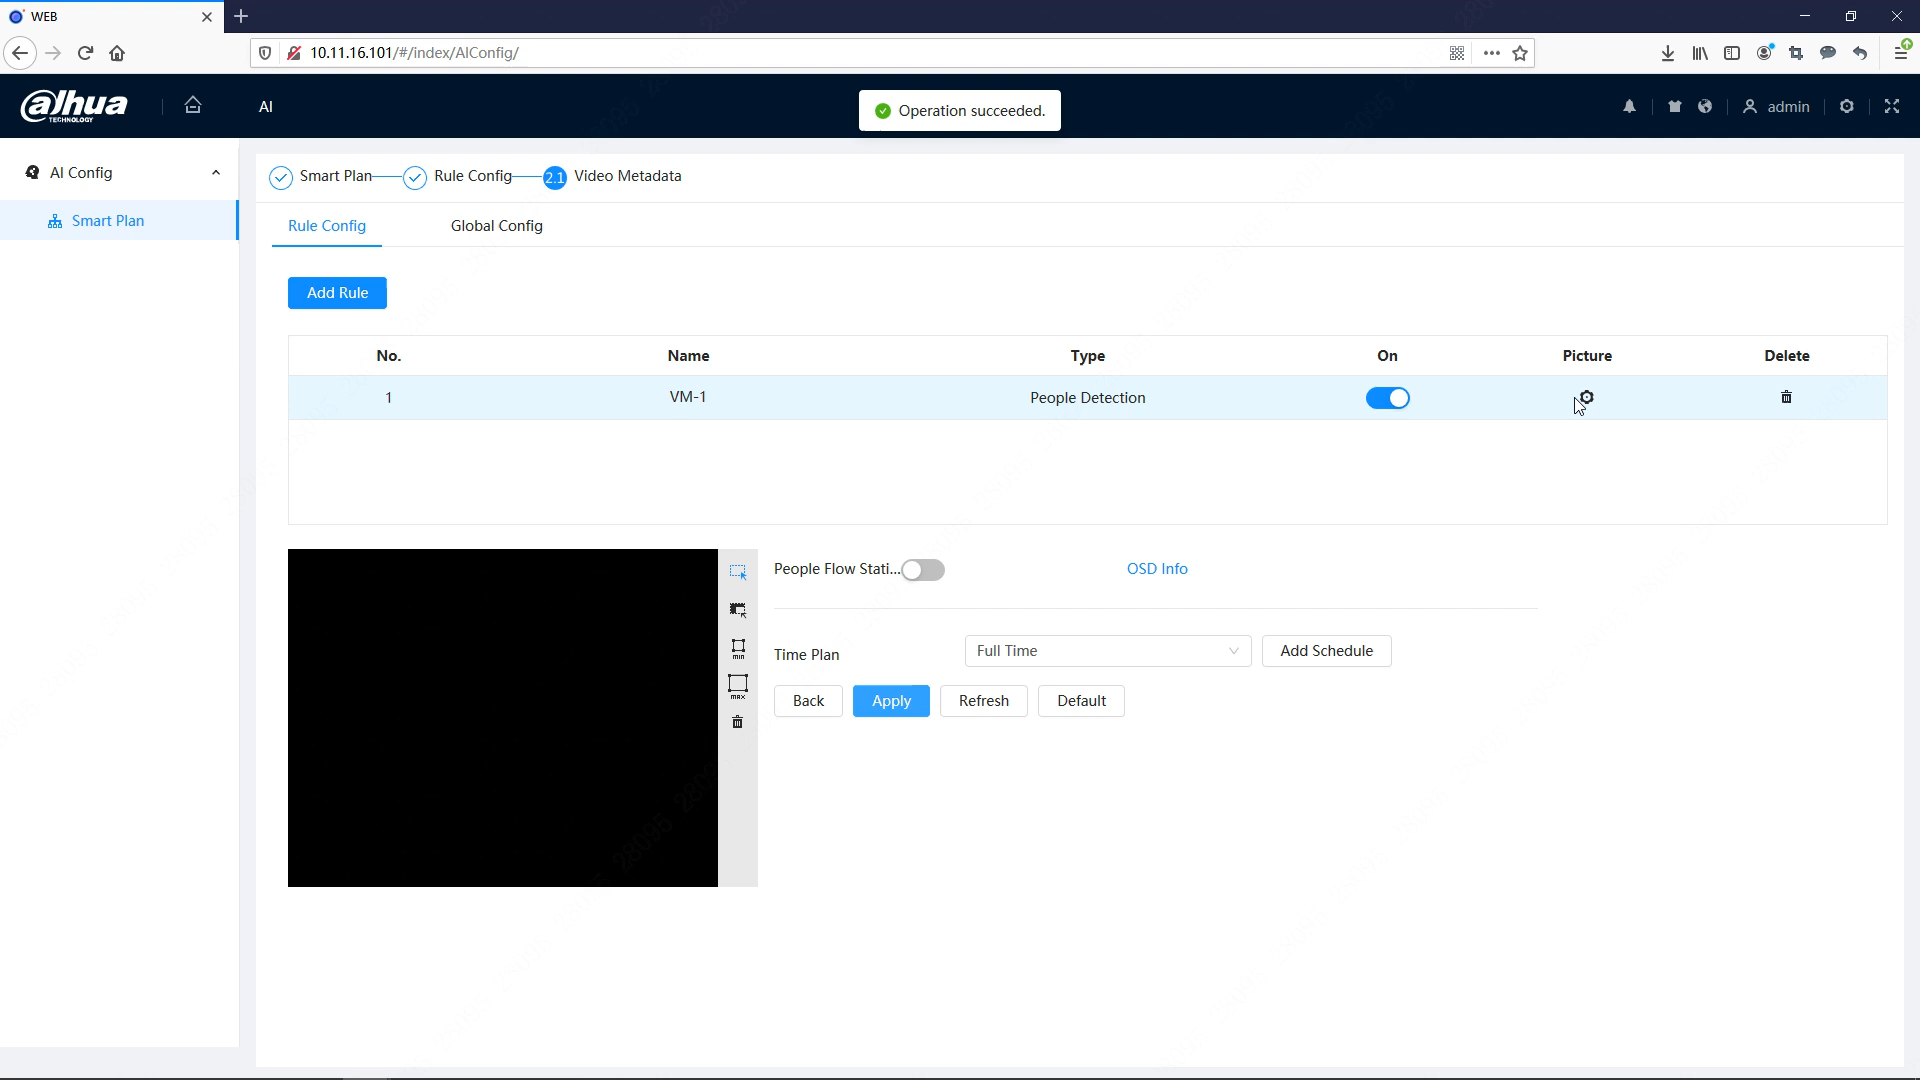 WEB
10.11.16.101/#/index/AIConfig/
alhua
TECHNOLOGY
AI
Operation succeeded.
admin
AI Config
Smart Plan
Smart Plan
Rule Config
2.1 Video Metadata
Rule Config
Global Config
Add Rule
No. Name Type On Picture Delete
1 VM-1 People Detection
People Flow Stati...
OSD Info
min
max
Time Plan
Full Time
Add Schedule
Back
Apply
Refresh
Default
28095